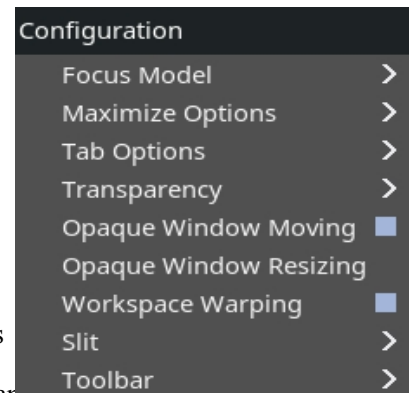 Configuration
Focus Model
Maximize Options
Tab Options
Transparency
Opaque Window Moving
Opaque Window Resizing
Workspace Warping
Slit
Toolbar